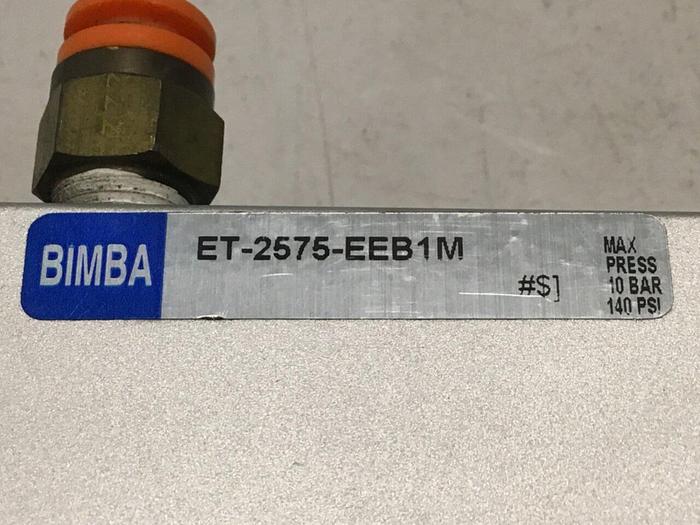 BIMBA
ET-2575-EEB1M
#$]
MAX
PRESS
10 BAR
140 PSI